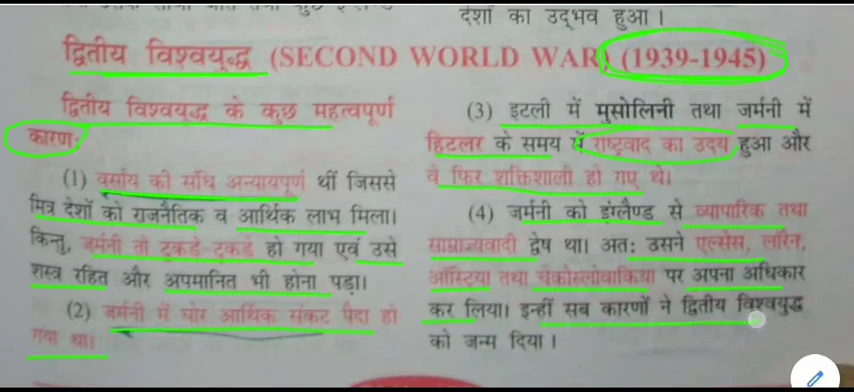 देशों का उद्भव हुआ ।
द्वितीय विश्वयुद्ध (SECOND WORLD WAR) (1939-1945)
द्वितीय विश्वयुद्ध के कुछ महत्वपूर्ण
कारण-
(1) वर्साय की संधि अन्यायपूर्ण थीं जिससे
मित्र देशों को राजनैतिक व आर्थिक लाभ मिला।
किन्तु, जर्मनी तो टुकडे-टुकडे हो गया एवं उसे
शस्त्र रहित और अपमानित भी होना पड़ा।
(2) जर्मनी में घोर आर्थिक संकट पैदा हो
गया था।
(3) इटली में मुसोलिनी तथा जर्मनी में
हिटलर के समय में राष्ट्रवाद का उदय हुआ और
वे फिर शक्तिशाली हो गए थे।
(4) जर्मनी को इंग्लैण्ड से व्यापारिक तथा
साम्राज्यवादी द्वेष था। अतः उसने एल्सेस, लॉरेन,
ऑस्ट्रिया तथा चेकोस्लोवाकिया पर अपना अधिकार
कर लिया। इन्हीं सब कारणों ने द्वितीय विश्वयुद्ध
को जन्म दिया ।